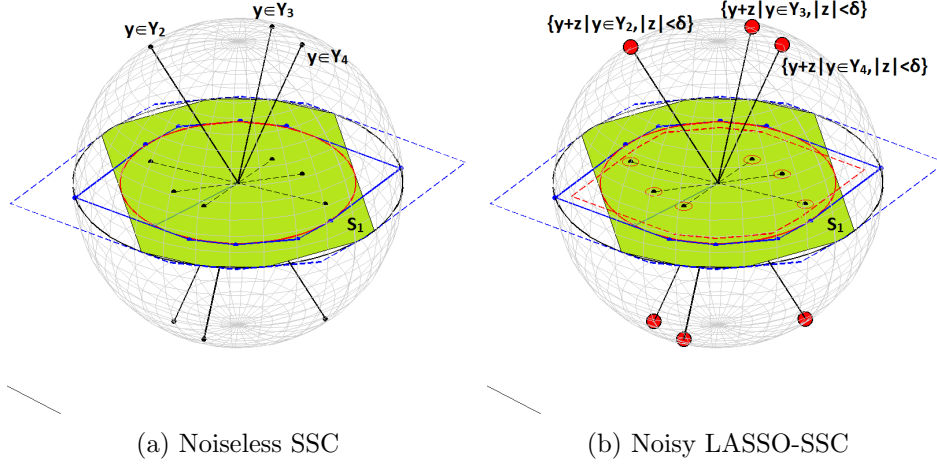 y∈Y₂
y∈Y₃
y∈Y₄
S₁
(a) Noiseless SSC
{y+z|y∈Y₂,|z|<δ}
{y+z|y∈Y₃,|z|<δ}
{y+z|y∈Y₄,|z|<δ}
S₁
(b) Noisy LASSO-SSC